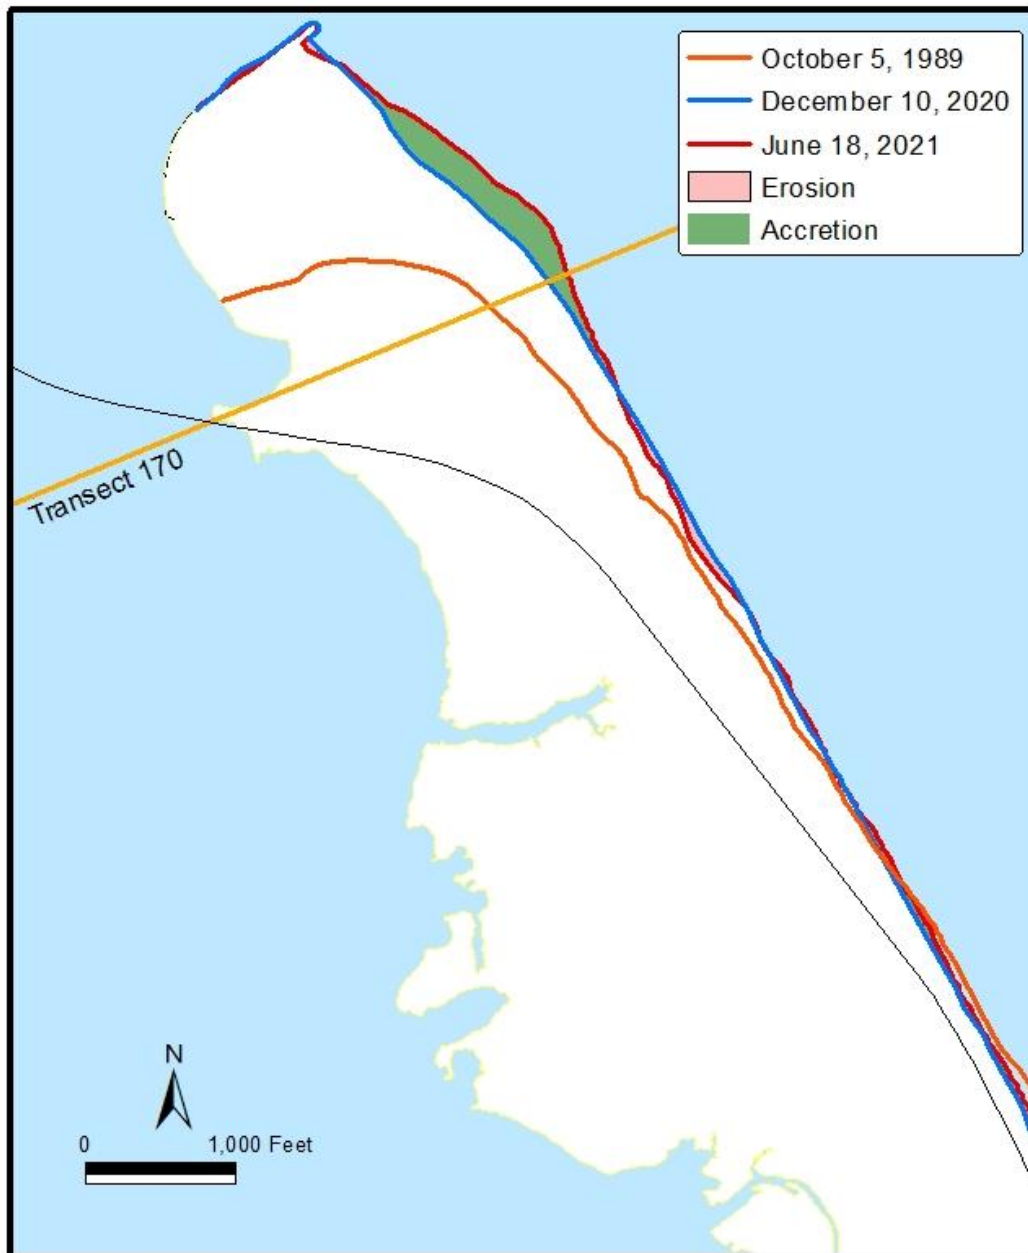 October 5, 1989
December 10, 2020
June 18, 2021
Erosion
Accretion
Transect 170
N
0 1,000 Feet